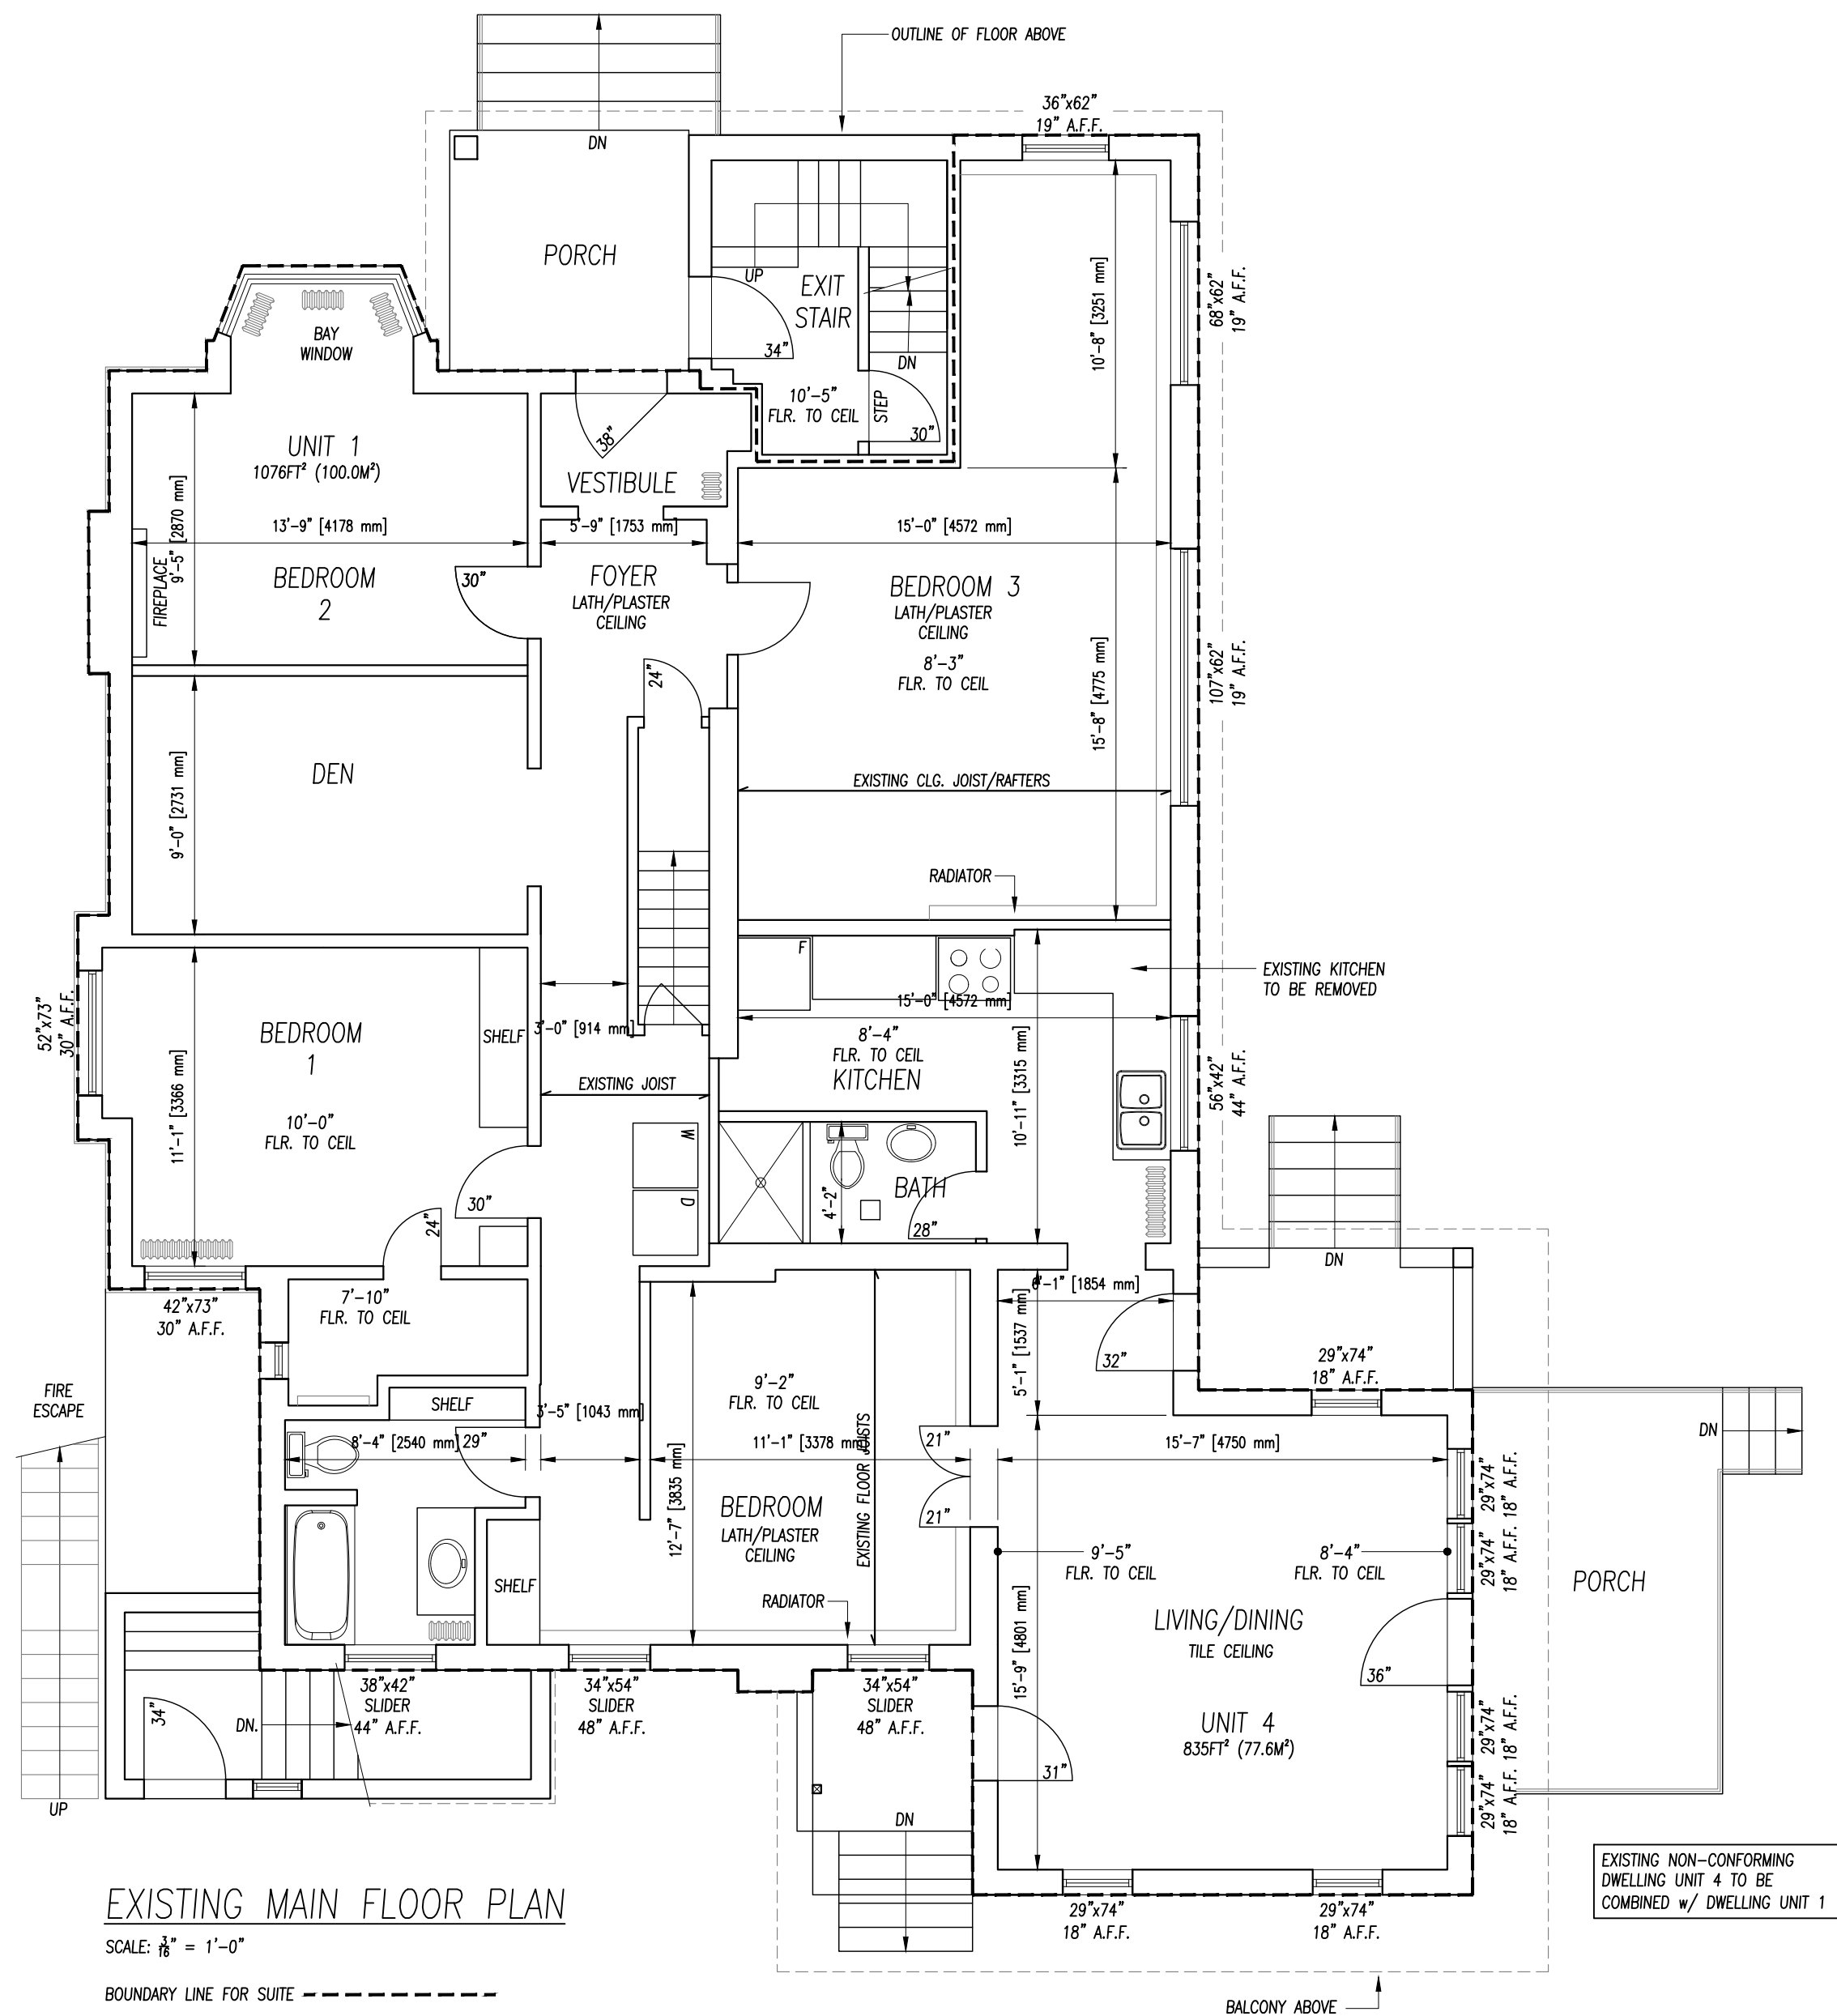 OUTLINE OF FLOOR ABOVE
36"x62"
19" A.F.F.
DN
PORCH
UP
EXIT
STAIR
34"
DN
10'-5"
FLR. TO CEIL
STEP
30"
10'-8" [3251 mm]
68"x62"
19" A.F.F.
BAY
WINDOW
UNIT 1
1076FT² (100.0M²)
38"
VESTIBULE
13'-9" [4178 mm]
5'-9" [1753 mm]
15'-0" [4572 mm]
FIREPLACE
9'-5" [2870 mm]
BEDROOM
2
30"
FOYER
LATH/PLASTER
CEILING
BEDROOM 3
LATH/PLASTER
CEILING
8'-3"
FLR. TO CEIL
24"
15'-8" [4775 mm]
107"x62"
19" A.F.F.
DEN
9'-0" [2731 mm]
EXISTING CLG. JOIST/RAFTERS
RADIATOR
F
EXISTING KITCHEN
TO BE REMOVED
15'-0" [4572 mm]
52"x73"
30" A.F.F.
BEDROOM
1
SHELF
3'-0" [914 mm]
8'-4"
FLR. TO CEIL
KITCHEN
10'-11" [3315 mm]
56"x42"
44" A.F.F.
11'-1" [3366 mm]
10'-0"
FLR. TO CEIL
EXISTING JOIST
W
D
4'-2"
BATH
28"
30"
24"
DN
42"x73"
30" A.F.F.
7'-10"
FLR. TO CEIL
6'-1" [1854 mm]
5'-1" [1537 mm]
32"
29"x74"
18" A.F.F.
FIRE
ESCAPE
SHELF
3'-5" [1043 mm]
9'-2"
FLR. TO CEIL
8'-4" [2540 mm]
29"
11'-1" [3378 mm]
EXISTING FLOOR JOISTS
21"
15'-7" [4750 mm]
DN
12'-7" [3835 mm]
BEDROOM
LATH/PLASTER
CEILING
21"
29"x74"
18" A.F.F.
29"x74"
18" A.F.F.
9'-5"
FLR. TO CEIL
8'-4"
FLR. TO CEIL
PORCH
SHELF
RADIATOR
LIVING/DINING
TILE CEILING
15'-9" [4801 mm]
36"
34"
DN.
38"x42"
SLIDER
44" A.F.F.
34"x54"
SLIDER
48" A.F.F.
34"x54"
SLIDER
48" A.F.F.
UNIT 4
835FT² (77.6M²)
31"
29"x74"
18" A.F.F.
29"x74"
18" A.F.F.
UP
DN
29"x74"
18" A.F.F.
29"x74"
18" A.F.F.
EXISTING NON-CONFORMING
DWELLING UNIT 4 TO BE
COMBINED w/ DWELLING UNIT 1
EXISTING MAIN FLOOR PLAN
SCALE: 3/16" = 1'-0"
BOUNDARY LINE FOR SUITE
BALCONY ABOVE